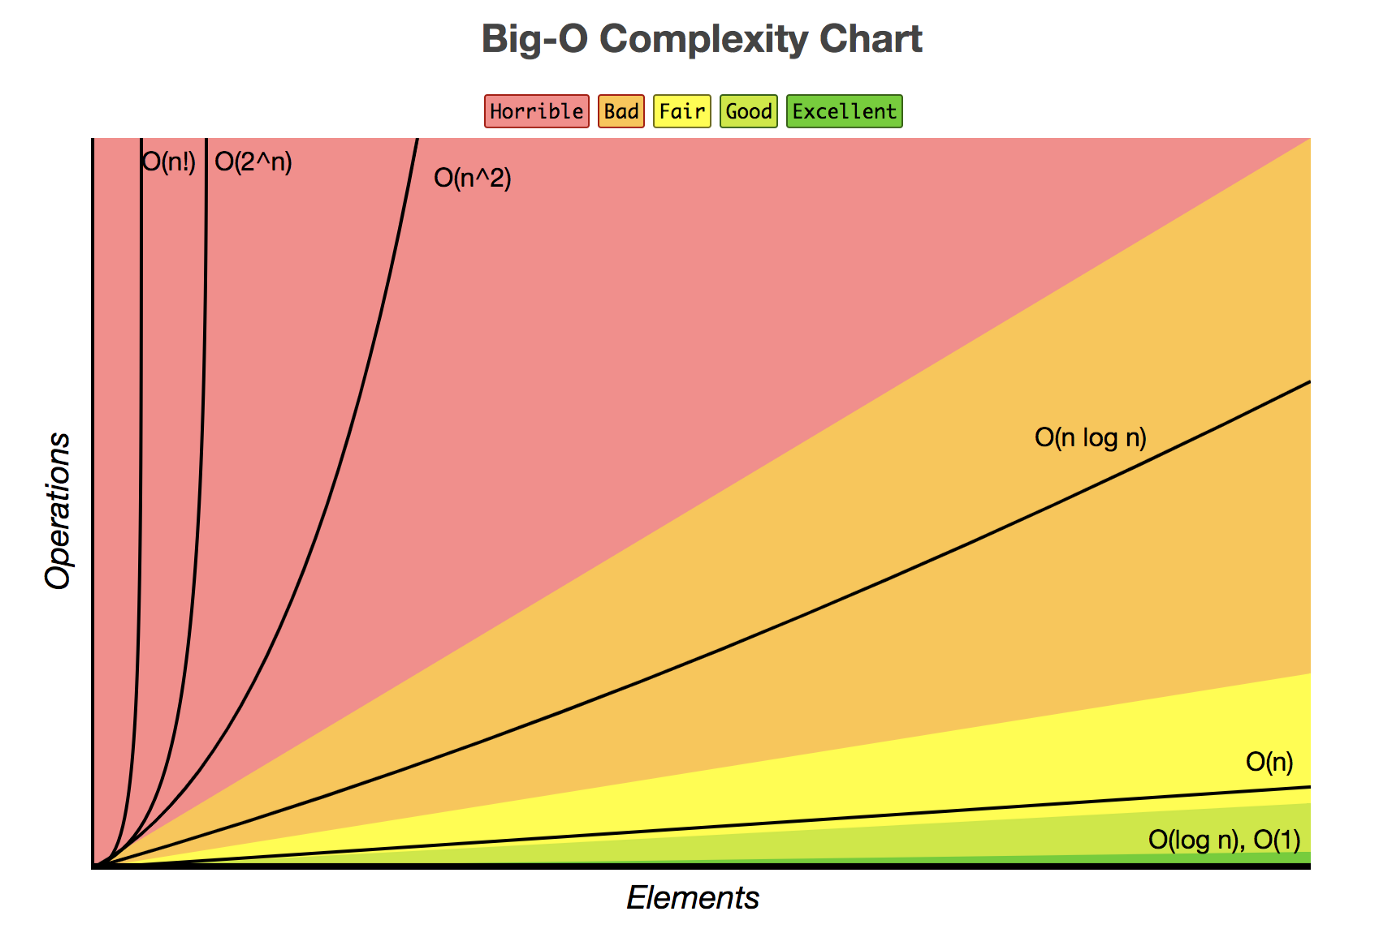 Big-O Complexity Chart
Horrible Bad Fair Good Excellent
O(n!) O(2^n)
O(n^2)
O(n log n)
Operations
O(n)
O(log n), O(1)
Elements